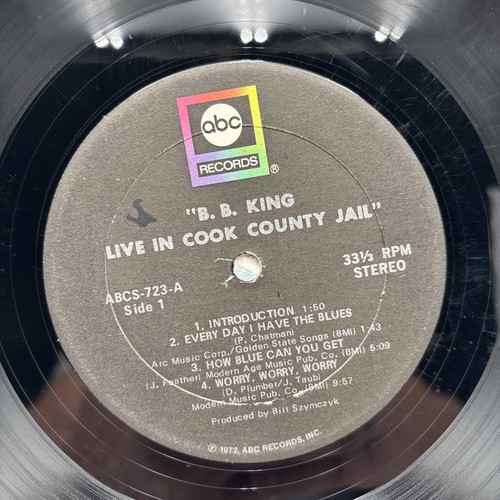 abc
RECORDS®
"B. B. KING
LIVE IN COOK COUNTY JAIL"
ABCS-723-A
Side 1
33⅓ RPM
STEREO
1. INTRODUCTION 1:50
2. EVERY DAY I HAVE THE BLUES
(P. Chatman)
Arc Music Corp./Golden State Songs (BMI) 1:43
3. HOW BLUE CAN YOU GET
(J. Feather) Modern Age Music Pub. Co. (BMI) 5:09
4. WORRY, WORRY, WORRY
(D. Plumber/J. Taub)
Modern Music Pub. Co. (BMI) 9:57
Produced by Bill Szymczyk
© 1972, ABC RECORDS, INC.